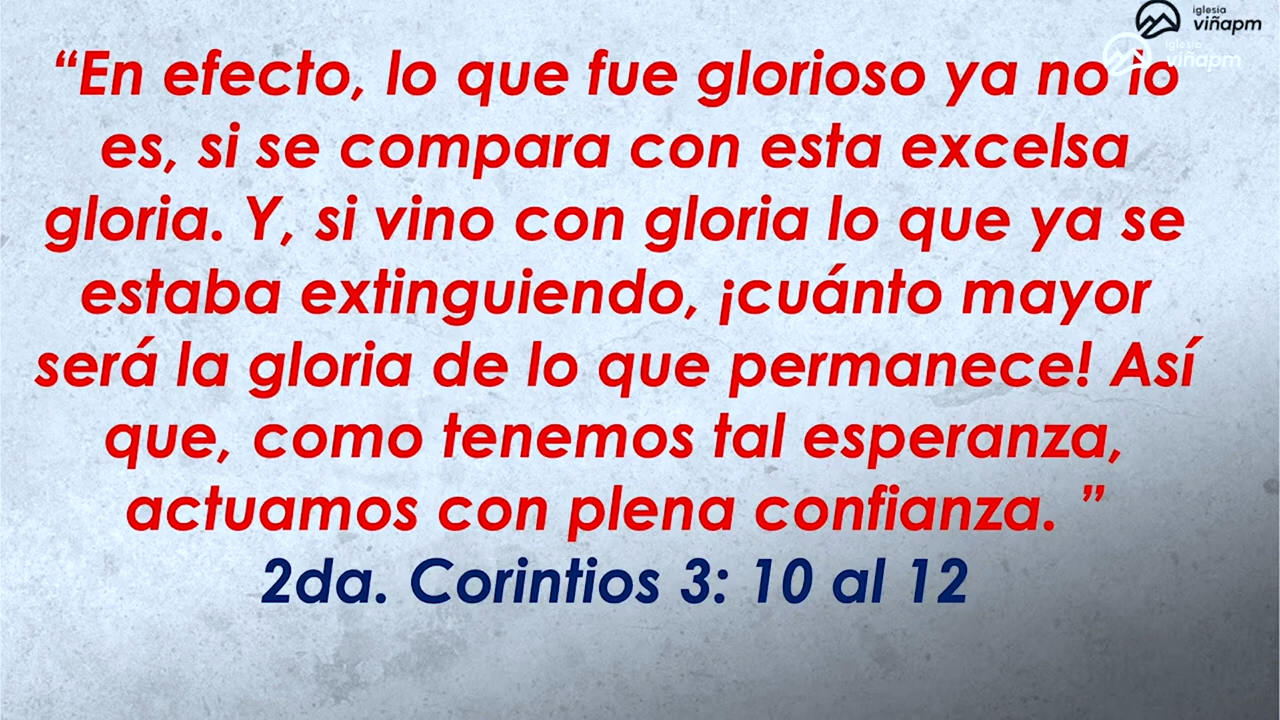 iglesia
viñapm
iglesia
viñapm
“En efecto, lo que fue glorioso ya no lo
es, si se compara con esta excelsa
gloria. Y, si vino con gloria lo que ya se
estaba extinguiendo, ¡cuánto mayor
será la gloria de lo que permanece! Así
que, como tenemos tal esperanza,
actuamos con plena confianza. ”
2da. Corintios 3: 10 al 12